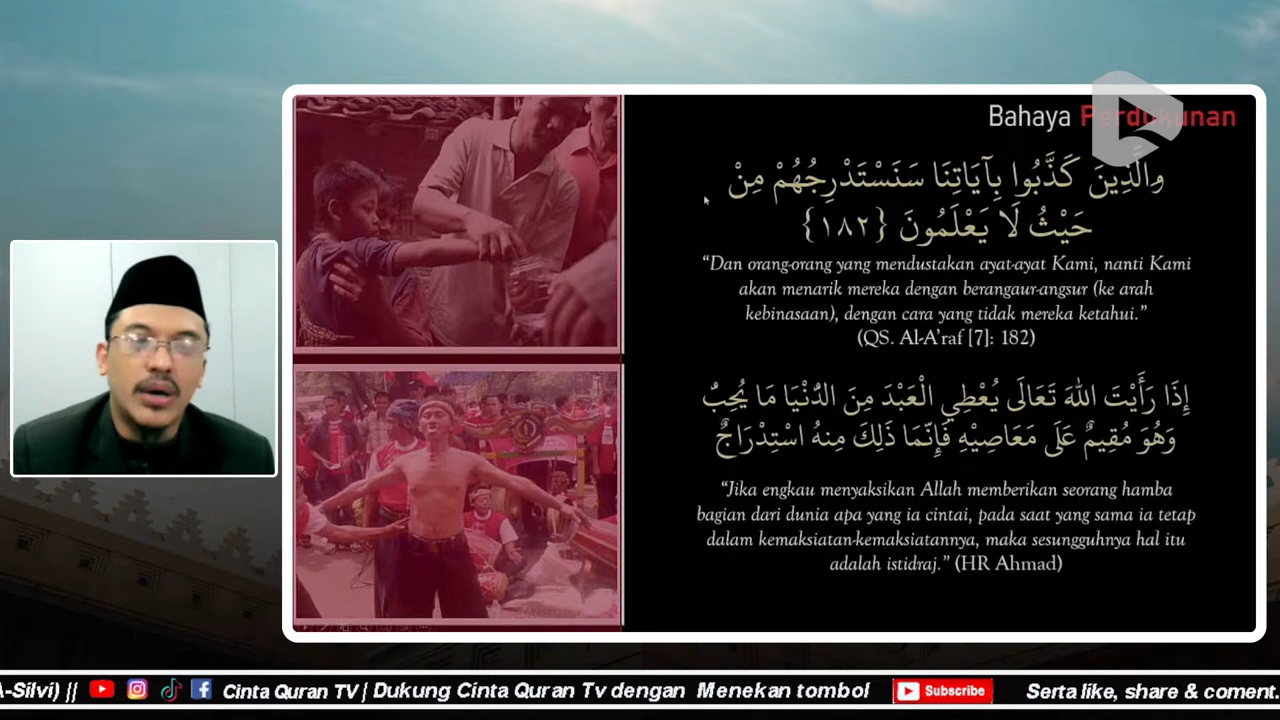 Bahaya Perdukunan
والَّذِينَ كَذَّبُوا بِآيَاتِنَا سَنَسْتَدْرِجُهُمْ مِنْ
حَيْثُ لَا يَعْلَمُونَ {١٨٢}
“Dan orang-orang yang mendustakan ayat-ayat Kami, nanti Kami
akan menarik mereka dengan berangaur-angsur (ke arah
kebinasaan), dengan cara yang tidak mereka ketahui.”
(QS. Al-A’raf [7]: 182)
إِذَا رَأَيْتَ اللهَ تَعَالَى يُعْطِي الْعَبْدَ مِنَ الدُّنْيَا مَا يُحِبُّ
وَهُوَ مُقِيمٌ عَلَى مَعَاصِيْهِ فَإِنَّمَا ذَلِكَ مِنهُ اسْتِدْرَاجٌ
“Jika engkau menyaksikan Allah memberikan seorang hamba
bagian dari dunia apa yang ia cintai, pada saat yang sama ia tetap
dalam kemaksiatan-kemaksiatannya, maka sesungguhnya hal itu
adalah istidraj.” (HR Ahmad)
A-Silvi) || Cinta Quran TV | Dukung Cinta Quran Tv dengan Menekan tombol Subscribe Serta like, share & coment.